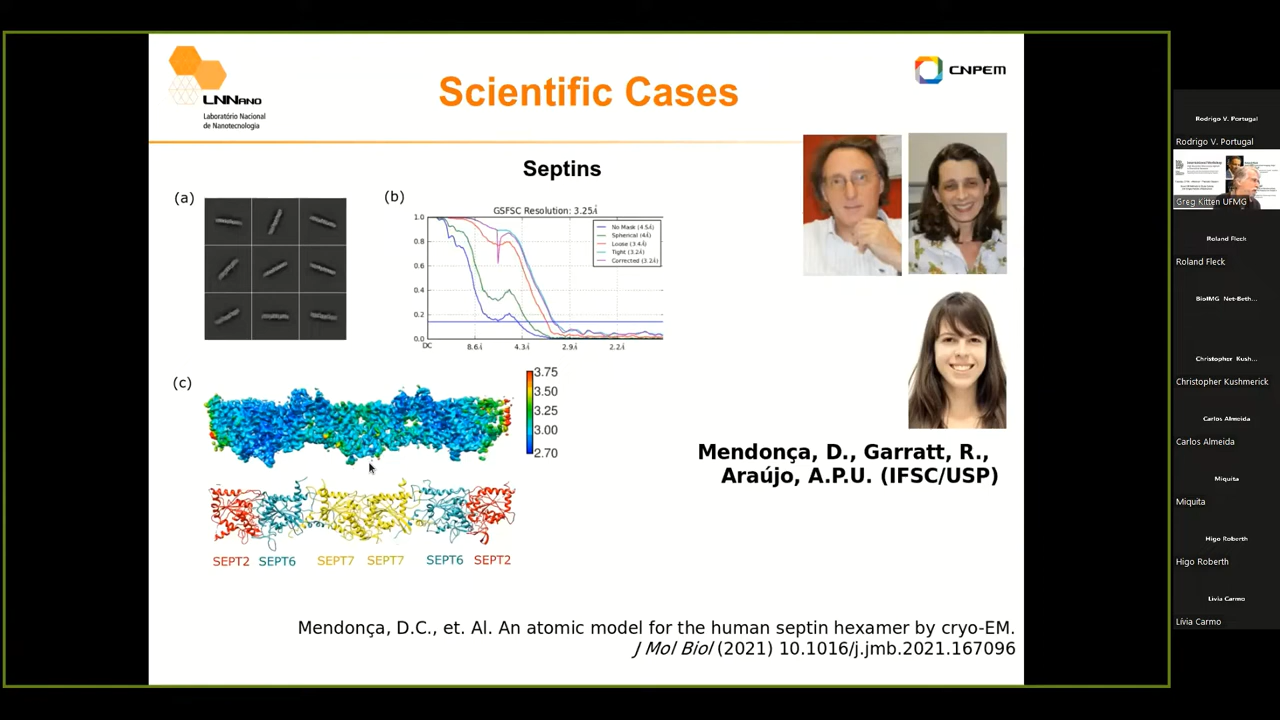 LNNANO
Laboratório Nacional
de Nanotecnologia
Scientific Cases
CNPEM
Septins
(a)
(b)
GSFSC Resolution: 3.25Å
No Mask (4.5Å)
Spherical (4Å)
Loose (3.4Å)
Tight (3.2Å)
Corrected (3.2Å)
1.0
0.8
0.6
0.4
0.2
0.0
DC
8.6Å
4.3Å
2.9Å
2.2Å
(c)
3.75
3.50
3.25
3.00
2.70
SEPT2 SEPT6 SEPT7 SEPT7 SEPT6 SEPT2
Mendonça, D., Garratt, R.,
Araújo, A.P.U. (IFSC/USP)
Mendonça, D.C., et. Al. An atomic model for the human septin hexamer by cryo-EM.
J Mol Biol (2021) 10.1016/j.jmb.2021.167096
Rodrigo V. Portugal
Rodrigo V. Portugal
Greg Kitten UFMG
Roland Fleck
Roland Fleck
BioIMG Net-Beth...
Christopher Kush...
Christopher Kushmerick
Carlos Almeida
Carlos Almeida
Miquita
Miquita
Higo Roberth
Higo Roberth
Livia Carmo
Lívia Carmo